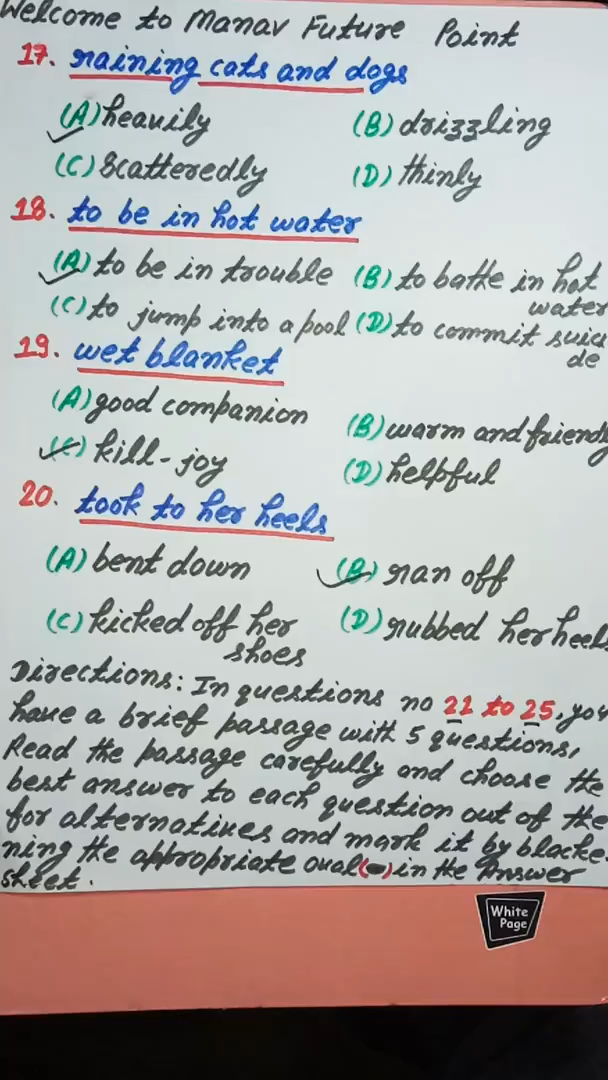 Welcome to Manav Future Point
17. raining cats and dogs
(A) heavily (B) drizzling
(C) Scatteredly (D) thinly
18. to be in hot water
(A) to be in trouble (B) to bathe in hot water
(C) to jump into a pool (D) to commit suicide
19. wet blanket
(A) good companion (B) warm and friendly
(C) kill-joy (D) helpful
20. took to her heels
(A) bent down (B) ran off
(C) kicked off her shoes (D) rubbed her heels
Directions: In questions no 21 to 25, you
have a brief passage with 5 questions,
Read the passage carefully and choose the
best answer to each question out of the
for alternatives and mark it by blacke-
ning the appropriate oval (⬬) in the Answer
sheet.
White
Page